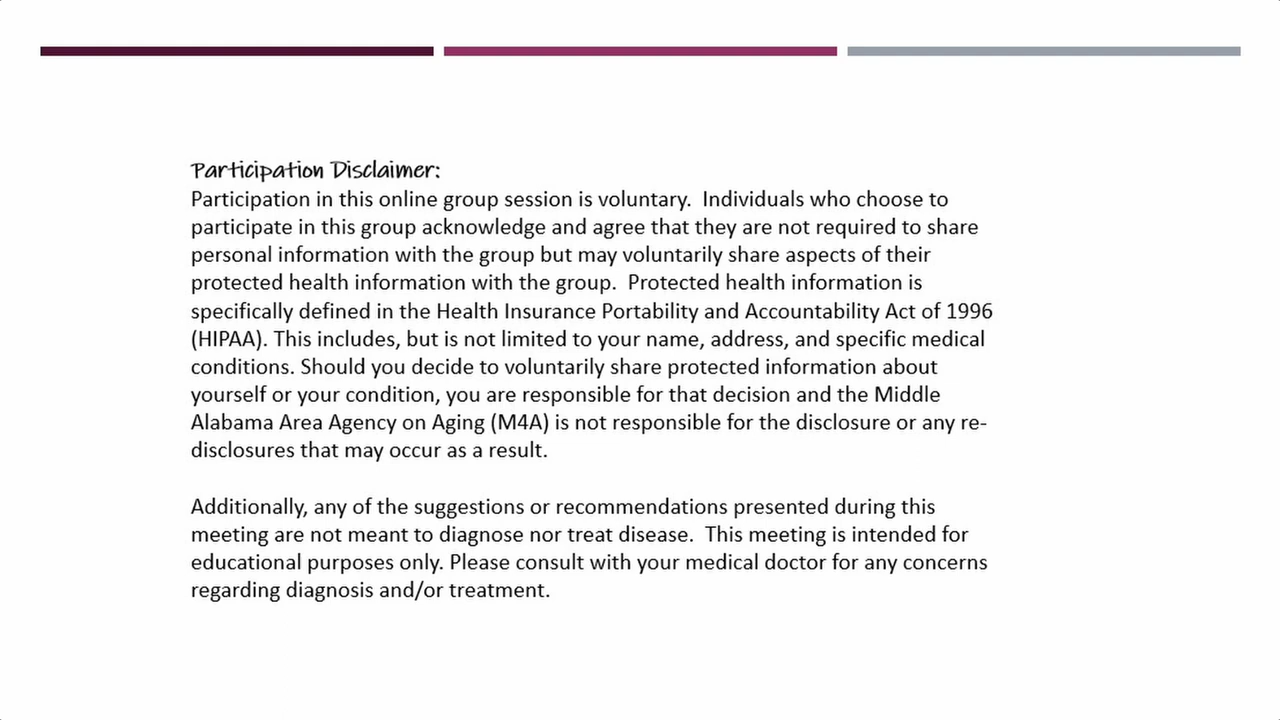 Participation Disclaimer:
Participation in this online group session is voluntary.  Individuals who choose to
participate in this group acknowledge and agree that they are not required to share
personal information with the group but may voluntarily share aspects of their
protected health information with the group.  Protected health information is
specifically defined in the Health Insurance Portability and Accountability Act of 1996
(HIPAA). This includes, but is not limited to your name, address, and specific medical
conditions. Should you decide to voluntarily share protected information about
yourself or your condition, you are responsible for that decision and the Middle
Alabama Area Agency on Aging (M4A) is not responsible for the disclosure or any re-
disclosures that may occur as a result.

Additionally, any of the suggestions or recommendations presented during this
meeting are not meant to diagnose nor treat disease.  This meeting is intended for
educational purposes only. Please consult with your medical doctor for any concerns
regarding diagnosis and/or treatment.